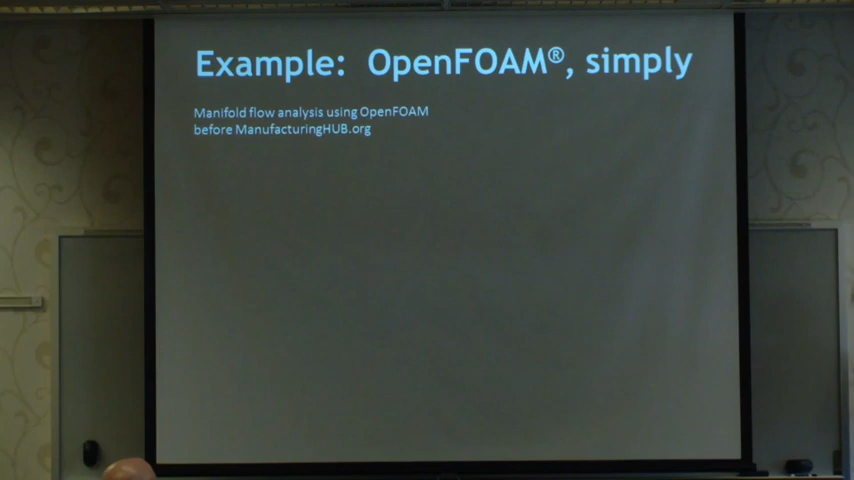 Example: OpenFOAM®, simply
Manifold flow analysis using OpenFOAM
before ManufacturingHUB.org